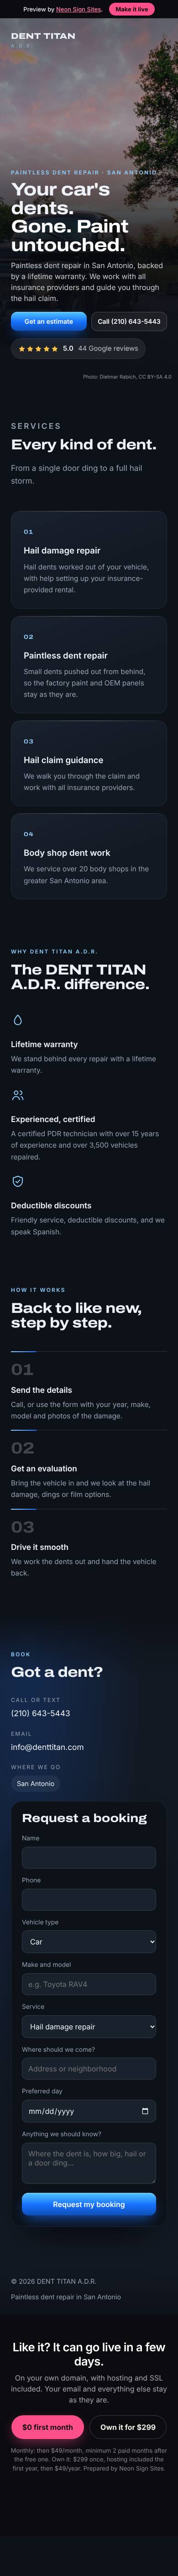 Preview by Neon Sign Sites. Make it live
DENT TITAN
A.D.R.
PAINTLESS DENT REPAIR · SAN ANTONIO
Your car's
dents.
Gone. Paint
untouched.
Paintless dent repair in San Antonio, backed
by a lifetime warranty. We work with all
insurance providers and guide you through
the hail claim.
Get an estimate
Call (210) 643-5443
★★★★★ 5.0 44 Google reviews
Photo: Dietmar Rabich, CC BY-SA 4.0
SERVICES
Every kind of dent.
From a single door ding to a full hail
storm.
01
Hail damage repair
Hail dents worked out of your vehicle,
with help setting up your insurance-
provided rental.
02
Paintless dent repair
Small dents pushed out from behind,
so the factory paint and OEM panels
stay as they are.
03
Hail claim guidance
We walk you through the claim and
work with all insurance providers.
04
Body shop dent work
We service over 20 body shops in the
greater San Antonio area.
WHY DENT TITAN A.D.R.
The DENT TITAN
A.D.R. difference.
Lifetime warranty
We stand behind every repair with a lifetime
warranty.
Experienced, certified
A certified PDR technician with over 15 years
of experience and over 3,500 vehicles
repaired.
Deductible discounts
Friendly service, deductible discounts, and we
speak Spanish.
HOW IT WORKS
Back to like new,
step by step.
01
Send the details
Call, or use the form with your year, make,
model and photos of the damage.
02
Get an evaluation
Bring the vehicle in and we look at the hail
damage, dings or film options.
03
Drive it smooth
We work the dents out and hand the vehicle
back.
BOOK
Got a dent?
CALL OR TEXT
(210) 643-5443
EMAIL
info@denttitan.com
WHERE WE GO
San Antonio
Request a booking
Name
Phone
Vehicle type
Car
Make and model
e.g. Toyota RAV4
Service
Hail damage repair
Where should we come?
Address or neighborhood
Preferred day
mm/dd/yyyy
Anything we should know?
Where the dent is, how big, hail or
a door ding...
Request my booking
© 2026 DENT TITAN A.D.R.
Paintless dent repair in San Antonio
Like it? It can go live in a few
days.
On your own domain, with hosting and SSL
included. Your email and everything else stay
as they are.
$0 first month
Own it for $299
Monthly: then $49/month, minimum 2 paid months after
the free one. Own it: $299 once, hosting included the
first year, then $49/year. Prepared by Neon Sign Sites.